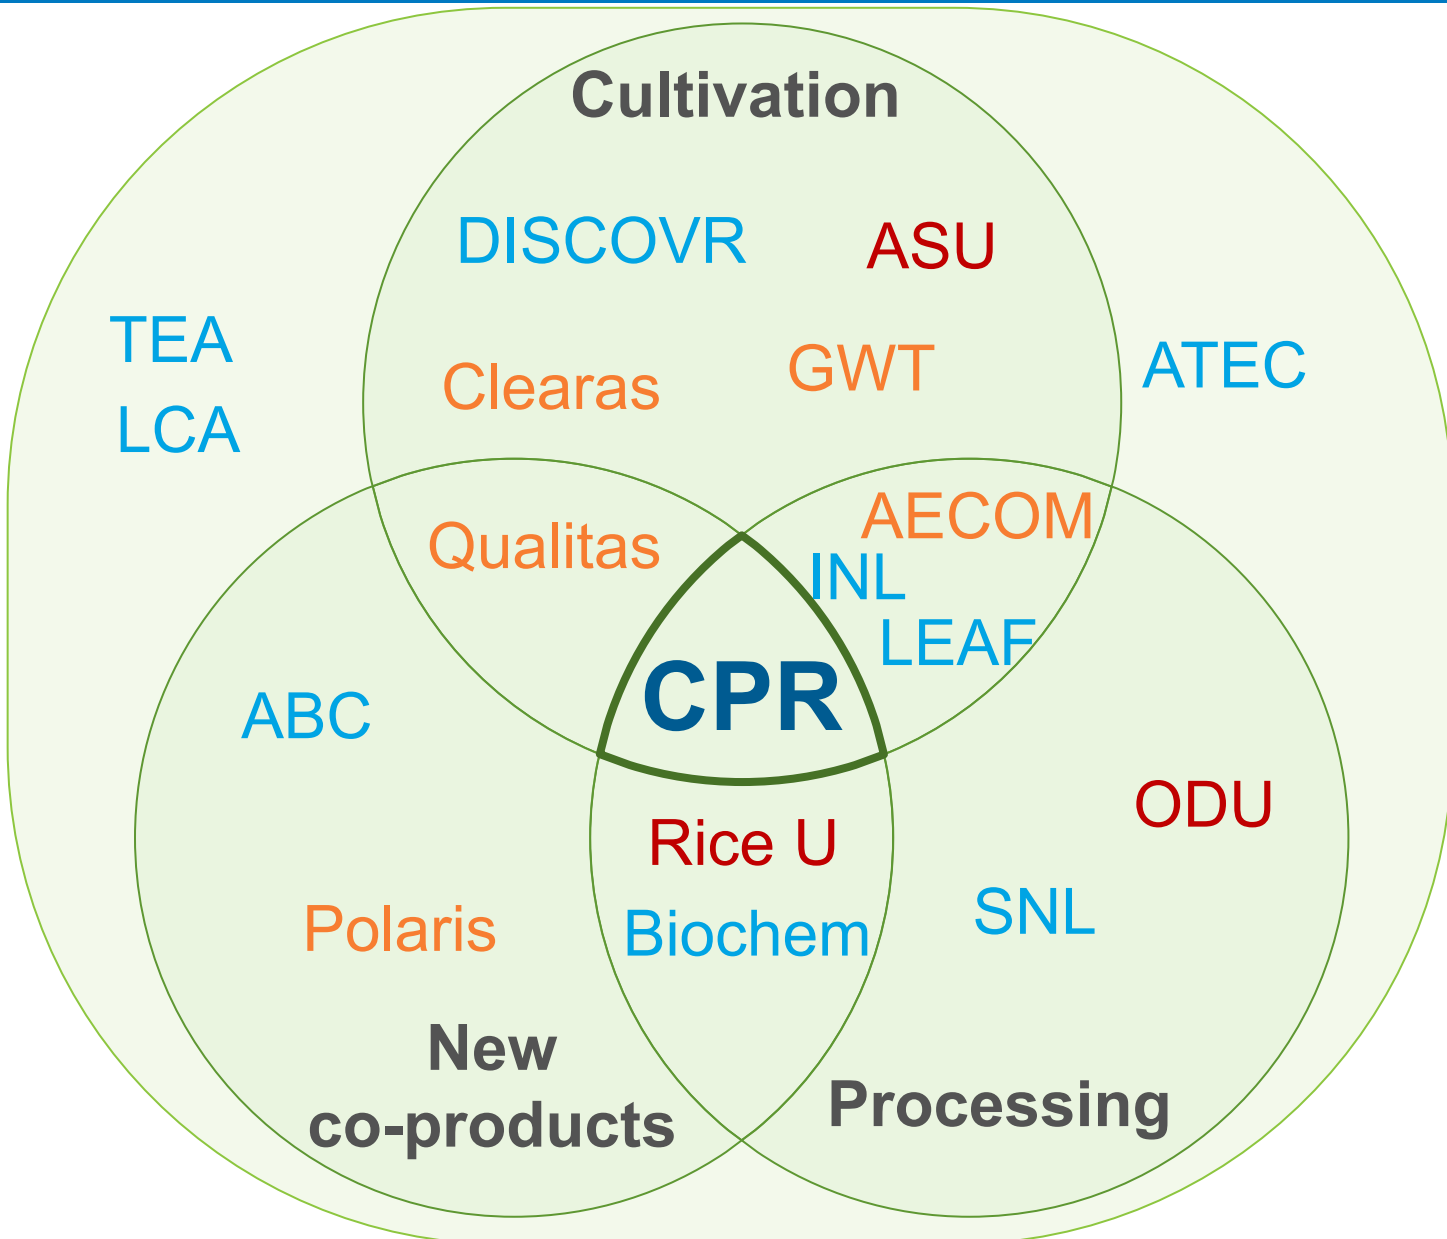 Cultivation
DISCOVR
ASU
TEA
LCA
Clearas
GWT
ATEC
Qualitas
AECOM
INL
LEAF
CPR
ABC
ODU
Rice U
Biochem
SNL
Polaris
New
co-products
Processing